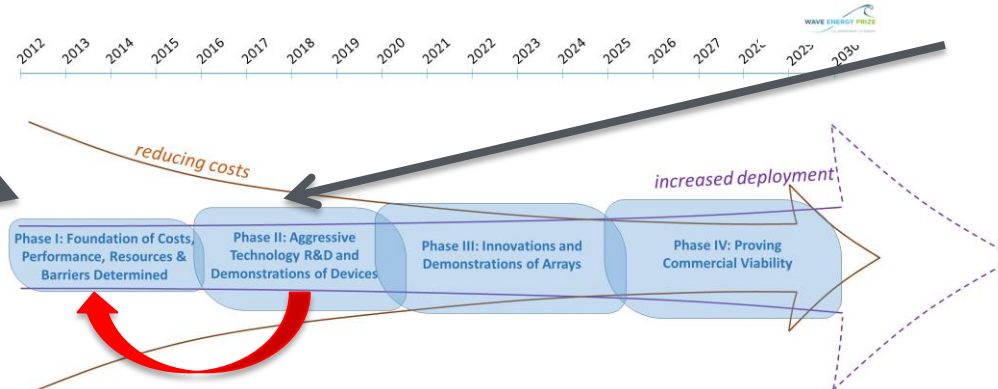 WAVE ENERGY PRIZE
2012 2013 2014 2015 2016 2017 2018 2019 2020 2021 2022 2023 2024 2025 2026 2027 2029 2030
reducing costs
increased deployment
Phase I: Foundation of Costs,
Performance, Resources &
Barriers Determined
Phase II: Aggressive
Technology R&D and
Demonstrations of Devices
Phase III: Innovations and
Demonstrations of Arrays
Phase IV: Proving
Commercial Viability